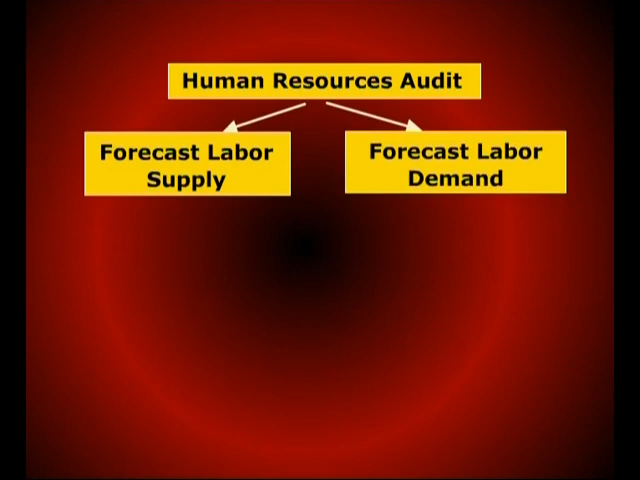 Human Resources Audit
Forecast Labor
Supply
Forecast Labor
Demand